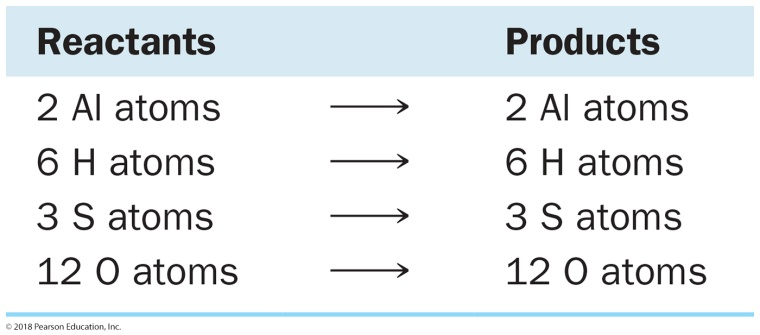 Reactants Products
2 Al atoms ⟶ 2 Al atoms
6 H atoms ⟶ 6 H atoms
3 S atoms ⟶ 3 S atoms
12 O atoms ⟶ 12 O atoms
© 2018 Pearson Education, Inc.